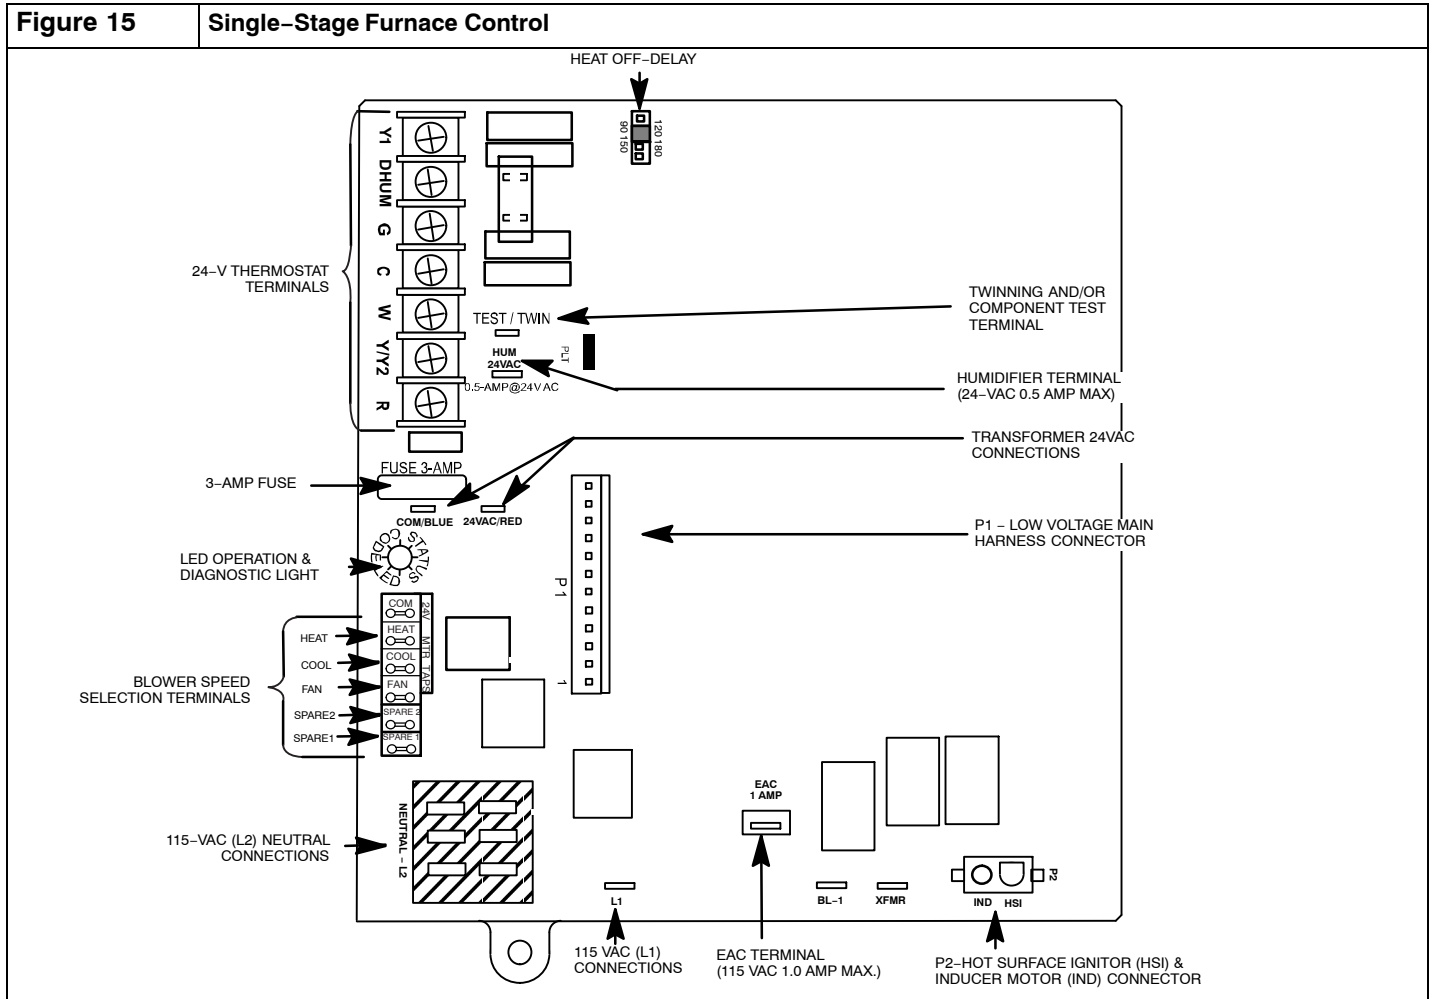 Figure 15
Single−Stage Furnace Control
HEAT OFF−DELAY
90 150
120 180
Y1
DHUM
G
C
W
Y/Y2
R
24−V THERMOSTAT
TERMINALS
TEST / TWIN
HUM
24VAC
0.5-AMP@24VAC
PLT
TWINNING AND/OR
COMPONENT TEST
TERMINAL
HUMIDIFIER TERMINAL
(24−VAC 0.5 AMP MAX)
TRANSFORMER 24VAC
CONNECTIONS
FUSE 3-AMP
3−AMP FUSE
COM/BLUE
24VAC/RED
P1 − LOW VOLTAGE MAIN
HARNESS CONNECTOR
STATUS
CODE LED
LED OPERATION &
DIAGNOSTIC LIGHT
P1
1
COM
HEAT
COOL
FAN
SPARE 2
SPARE 1
24V
MTR TAPS
HEAT
COOL
FAN
SPARE2
SPARE1
BLOWER SPEED
SELECTION TERMINALS
NEUTRAL − L2
115−VAC (L2) NEUTRAL
CONNECTIONS
EAC
1 AMP
L1
BL−1
XFMR
IND
HSI
P2
115 VAC (L1)
CONNECTIONS
EAC TERMINAL
(115 VAC 1.0 AMP MAX.)
P2−HOT SURFACE IGNITOR (HSI) &
INDUCER MOTOR (IND) CONNECTOR